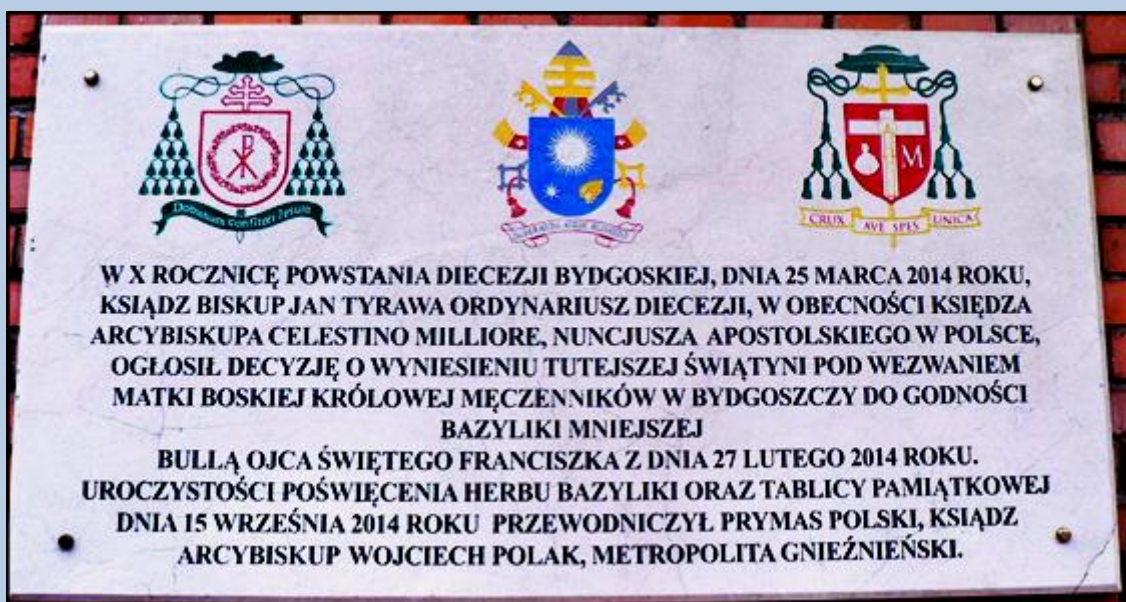 Dominum confiteri Jesum
CRUX AVE SPES UNICA
W X ROCZNICĘ POWSTANIA DIECEZJI BYDGOSKIEJ, DNIA 25 MARCA 2014 ROKU,
KSIĄDZ BISKUP JAN TYRAWA ORDYNARIUSZ DIECEZJI, W OBECNOŚCI KSIĘDZA
ARCYBISKUPA CELESTINO MILLIORE, NUNCJUSZA APOSTOLSKIEGO W POLSCE,
OGŁOSIŁ DECYZJĘ O WYNIESIENIU TUTEJSZEJ ŚWIĄTYNI POD WEZWANIEM
MATKI BOSKIEJ KRÓLOWEJ MĘCZENNIKÓW W BYDGOSZCZY DO GODNOŚCI
BAZYLIKI MNIEJSZEJ
BULLĄ OJCA ŚWIĘTEGO FRANCISZKA Z DNIA 27 LUTEGO 2014 ROKU.
UROCZYSTOŚCI POŚWIĘCENIA HERBU BAZYLIKI ORAZ TABLICY PAMIĄTKOWEJ
DNIA 15 WRZEŚNIA 2014 ROKU PRZEWODNICZYŁ PRYMAS POLSKI, KSIĄDZ
ARCYBISKUP WOJCIECH POLAK, METROPOLITA GNIEŹNIEŃSKI.